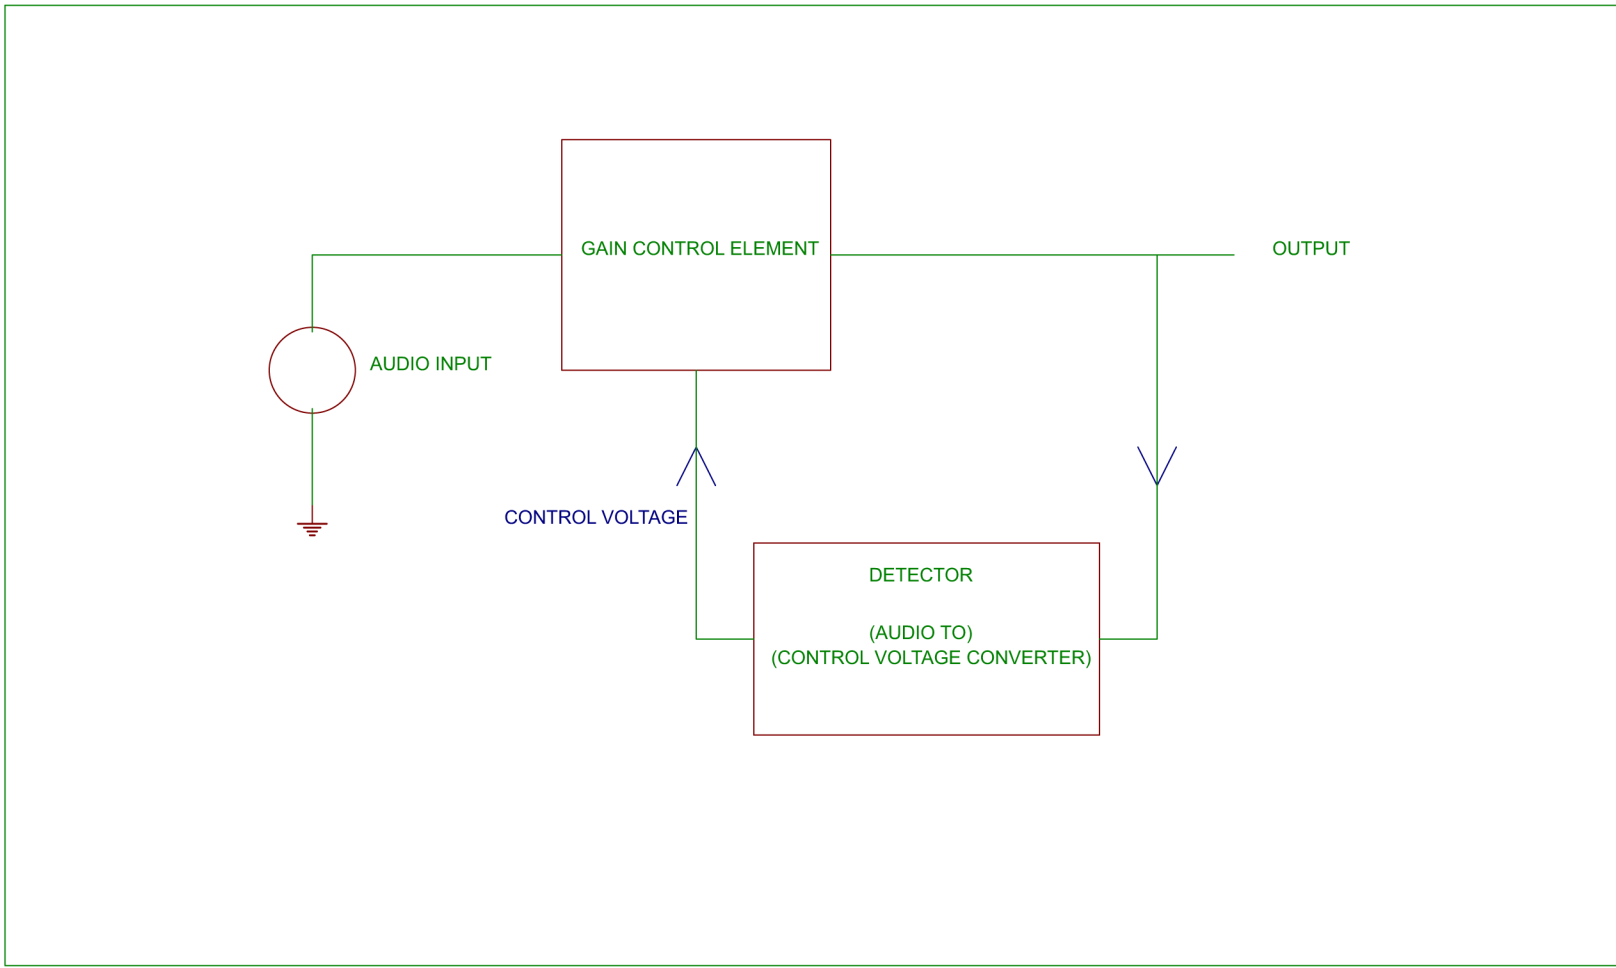 GAIN CONTROL ELEMENT
OUTPUT
AUDIO INPUT
CONTROL VOLTAGE
DETECTOR
(AUDIO TO)
(CONTROL VOLTAGE CONVERTER)